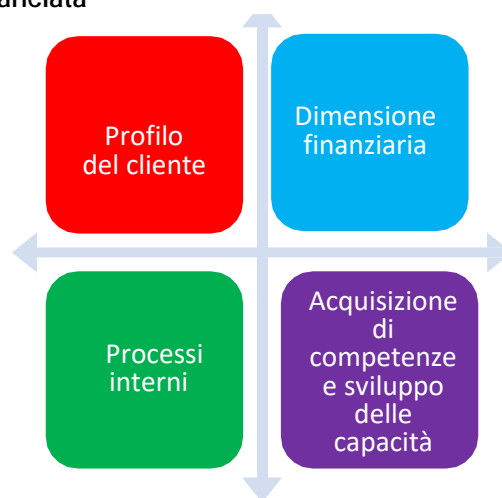 Profilo
del cliente
Dimensione
finanziaria
Processi
interni
Acquisizione
di
competenze
e sviluppo
delle
capacità